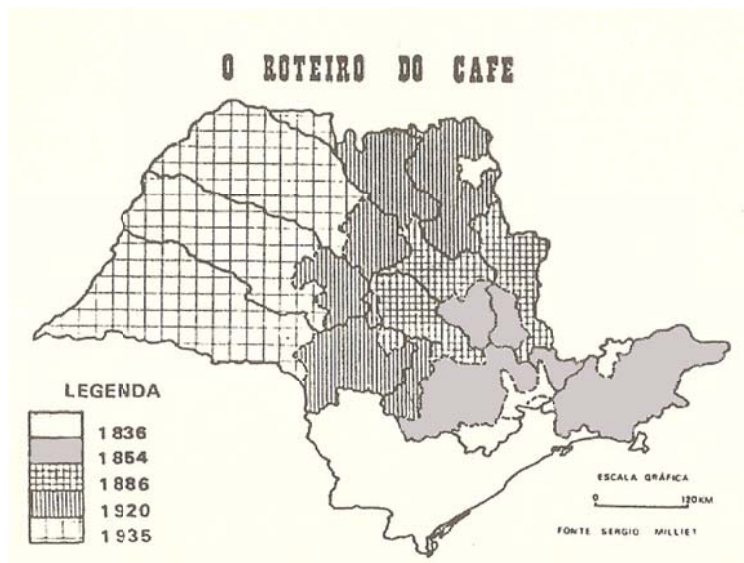 O ROTEIRO DO CAFE
LEGENDA
1836
1854
1886
1920
1935
ESCALA GRÁFICA
0 120KM
FONTE SERGIO MILLIET